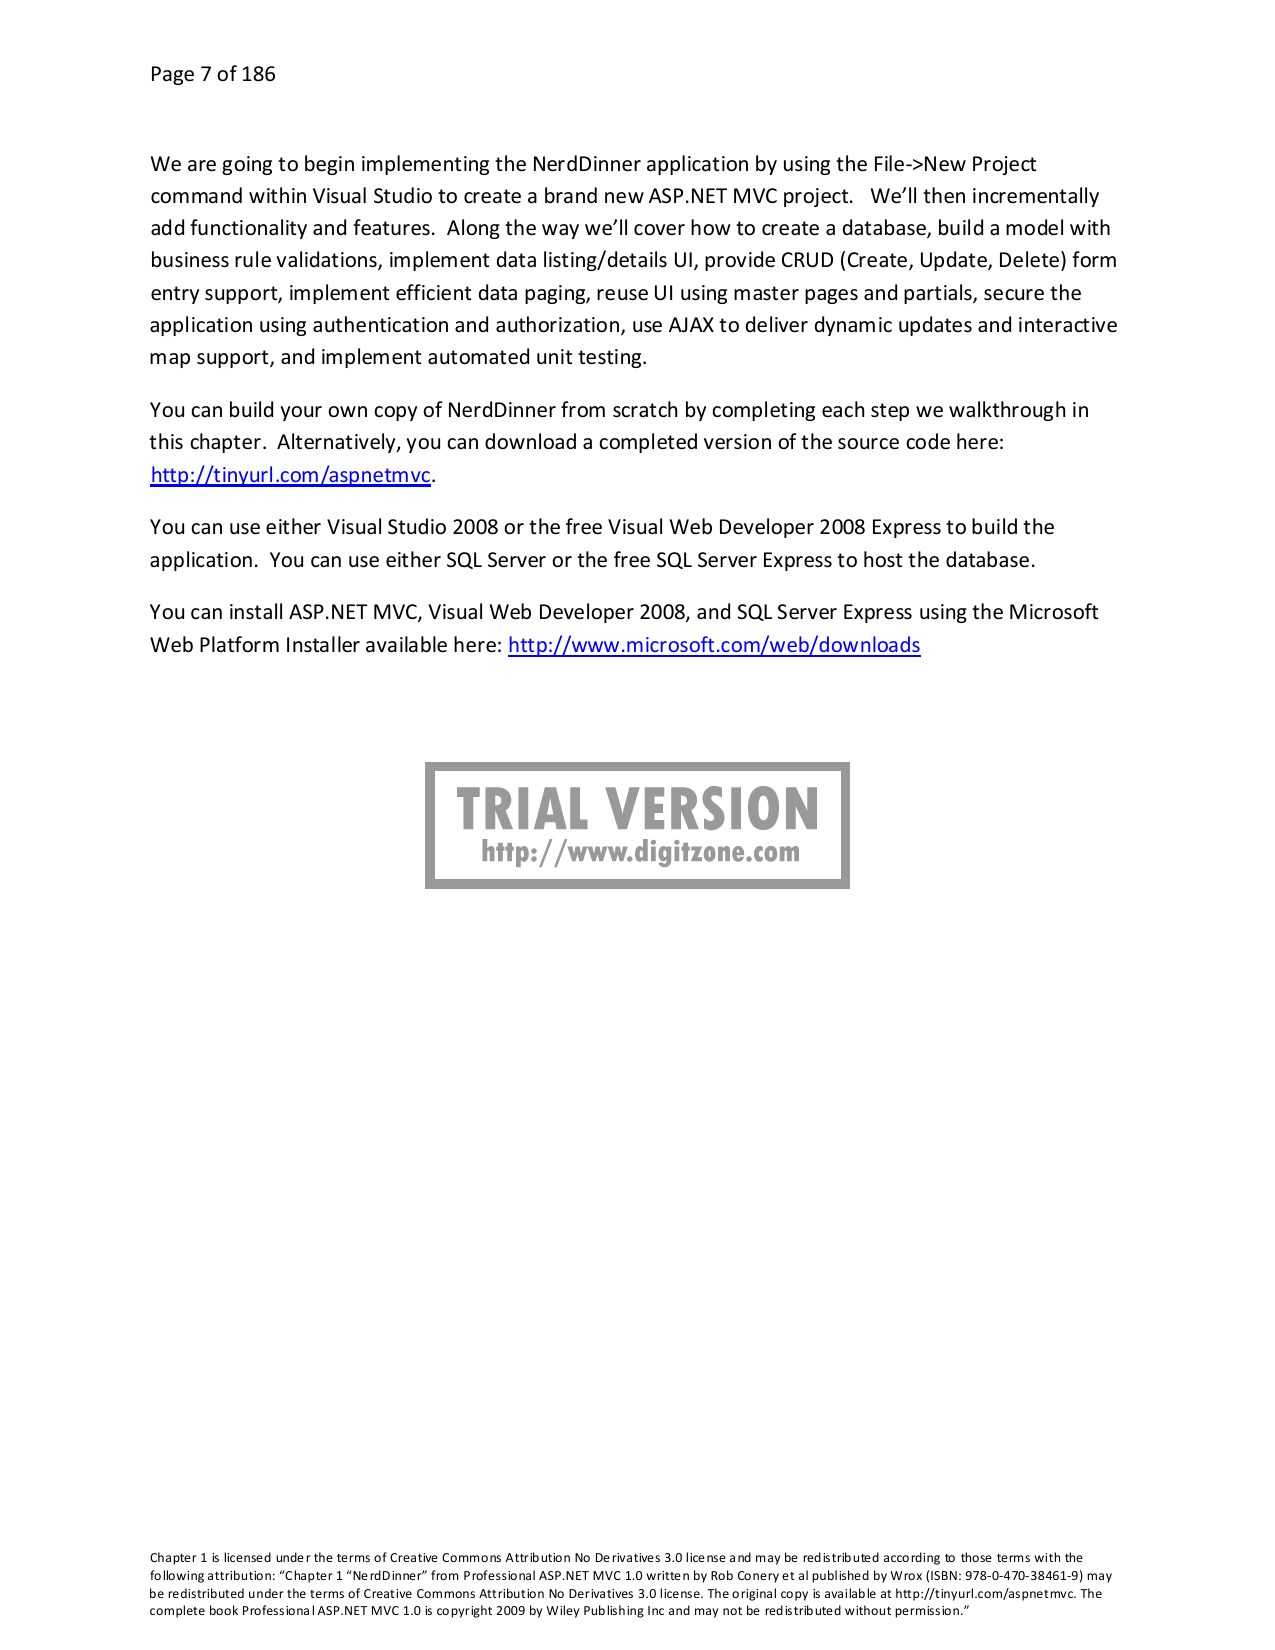 Page 7 of 186
We are going to begin implementing the NerdDinner application by using the File->New Project
command within Visual Studio to create a brand new ASP.NET MVC project.   We’ll then incrementally
add functionality and features.  Along the way we’ll cover how to create a database, build a model with
business rule validations, implement data listing/details UI, provide CRUD (Create, Update, Delete) form
entry support, implement efficient data paging, reuse UI using master pages and partials, secure the
application using authentication and authorization, use AJAX to deliver dynamic updates and interactive
map support, and implement automated unit testing.
You can build your own copy of NerdDinner from scratch by completing each step we walkthrough in
this chapter.  Alternatively, you can download a completed version of the source code here:
http://tinyurl.com/aspnetmvc.
You can use either Visual Studio 2008 or the free Visual Web Developer 2008 Express to build the
application.  You can use either SQL Server or the free SQL Server Express to host the database.
You can install ASP.NET MVC, Visual Web Developer 2008, and SQL Server Express using the Microsoft
Web Platform Installer available here: http://www.microsoft.com/web/downloads
TRIAL VERSION
http://www.digitzone.com
Chapter 1 is licensed under the terms of Creative Commons Attribution No Derivatives 3.0 license and may be redistributed according to those terms with the
following attribution: “Chapter 1 “NerdDinner” from Professional ASP.NET MVC 1.0 written by Rob Conery et al published by Wrox (ISBN: 978-0-470-38461-9) may
be redistributed under the terms of Creative Commons Attribution No Derivatives 3.0 license. The original copy is available at http://tinyurl.com/aspnetmvc. The
complete book Professional ASP.NET MVC 1.0 is copyright 2009 by Wiley Publishing Inc and may not be redistributed without permission.”